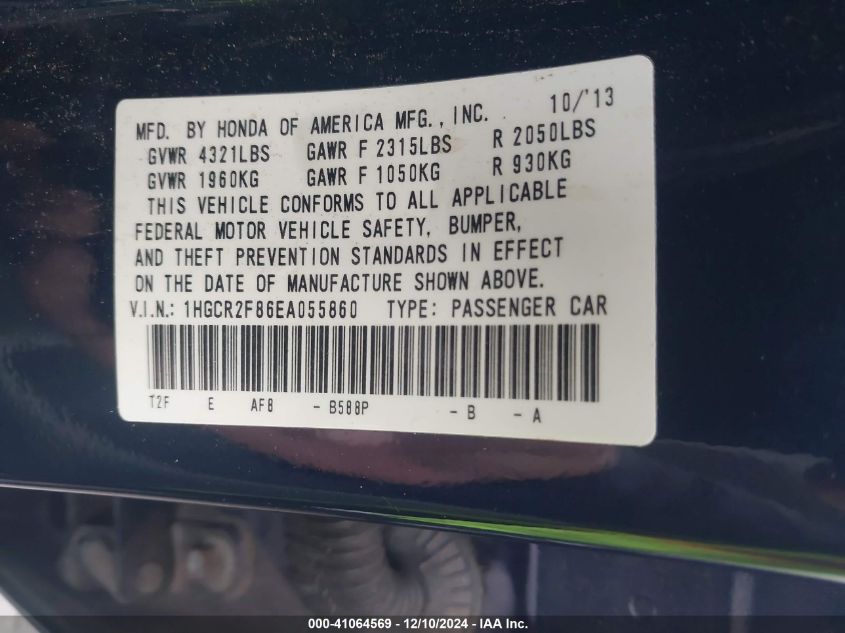 MFD. BY HONDA OF AMERICA MFG., INC. 10/'13
GVWR 4321LBS GAWR F 2315LBS R 2050LBS
GVWR 1960KG GAWR F 1050KG R 930KG
THIS VEHICLE CONFORMS TO ALL APPLICABLE
FEDERAL MOTOR VEHICLE SAFETY, BUMPER,
AND THEFT PREVENTION STANDARDS IN EFFECT
ON THE DATE OF MANUFACTURE SHOWN ABOVE.
V.I.N.: 1HGCR2F86EA055860 TYPE: PASSENGER CAR
T2F E AF8 - B588P - B - A
000-41064569 - 12/10/2024 - IAA Inc.